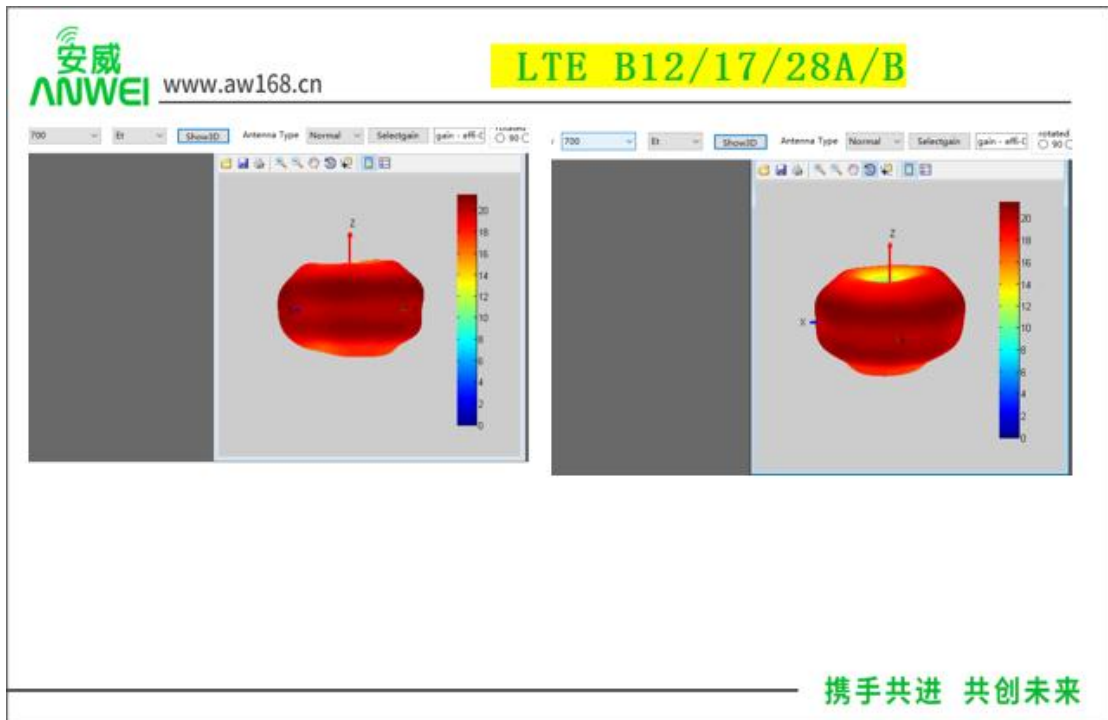 安威
ANWEI
www.aw168.cn
LTE B12/17/28A/B
700 Et Show3D Antenna Type Normal Selectgain gain - effi-C rotated 90
Z
20
18
16
14
12
10
8
6
4
2
0
700 Et Show3D Antenna Type Normal Selectgain gain - effi-C rotated 90
Z
X
20
18
16
14
12
10
8
6
4
2
0
携手共进 共创未来